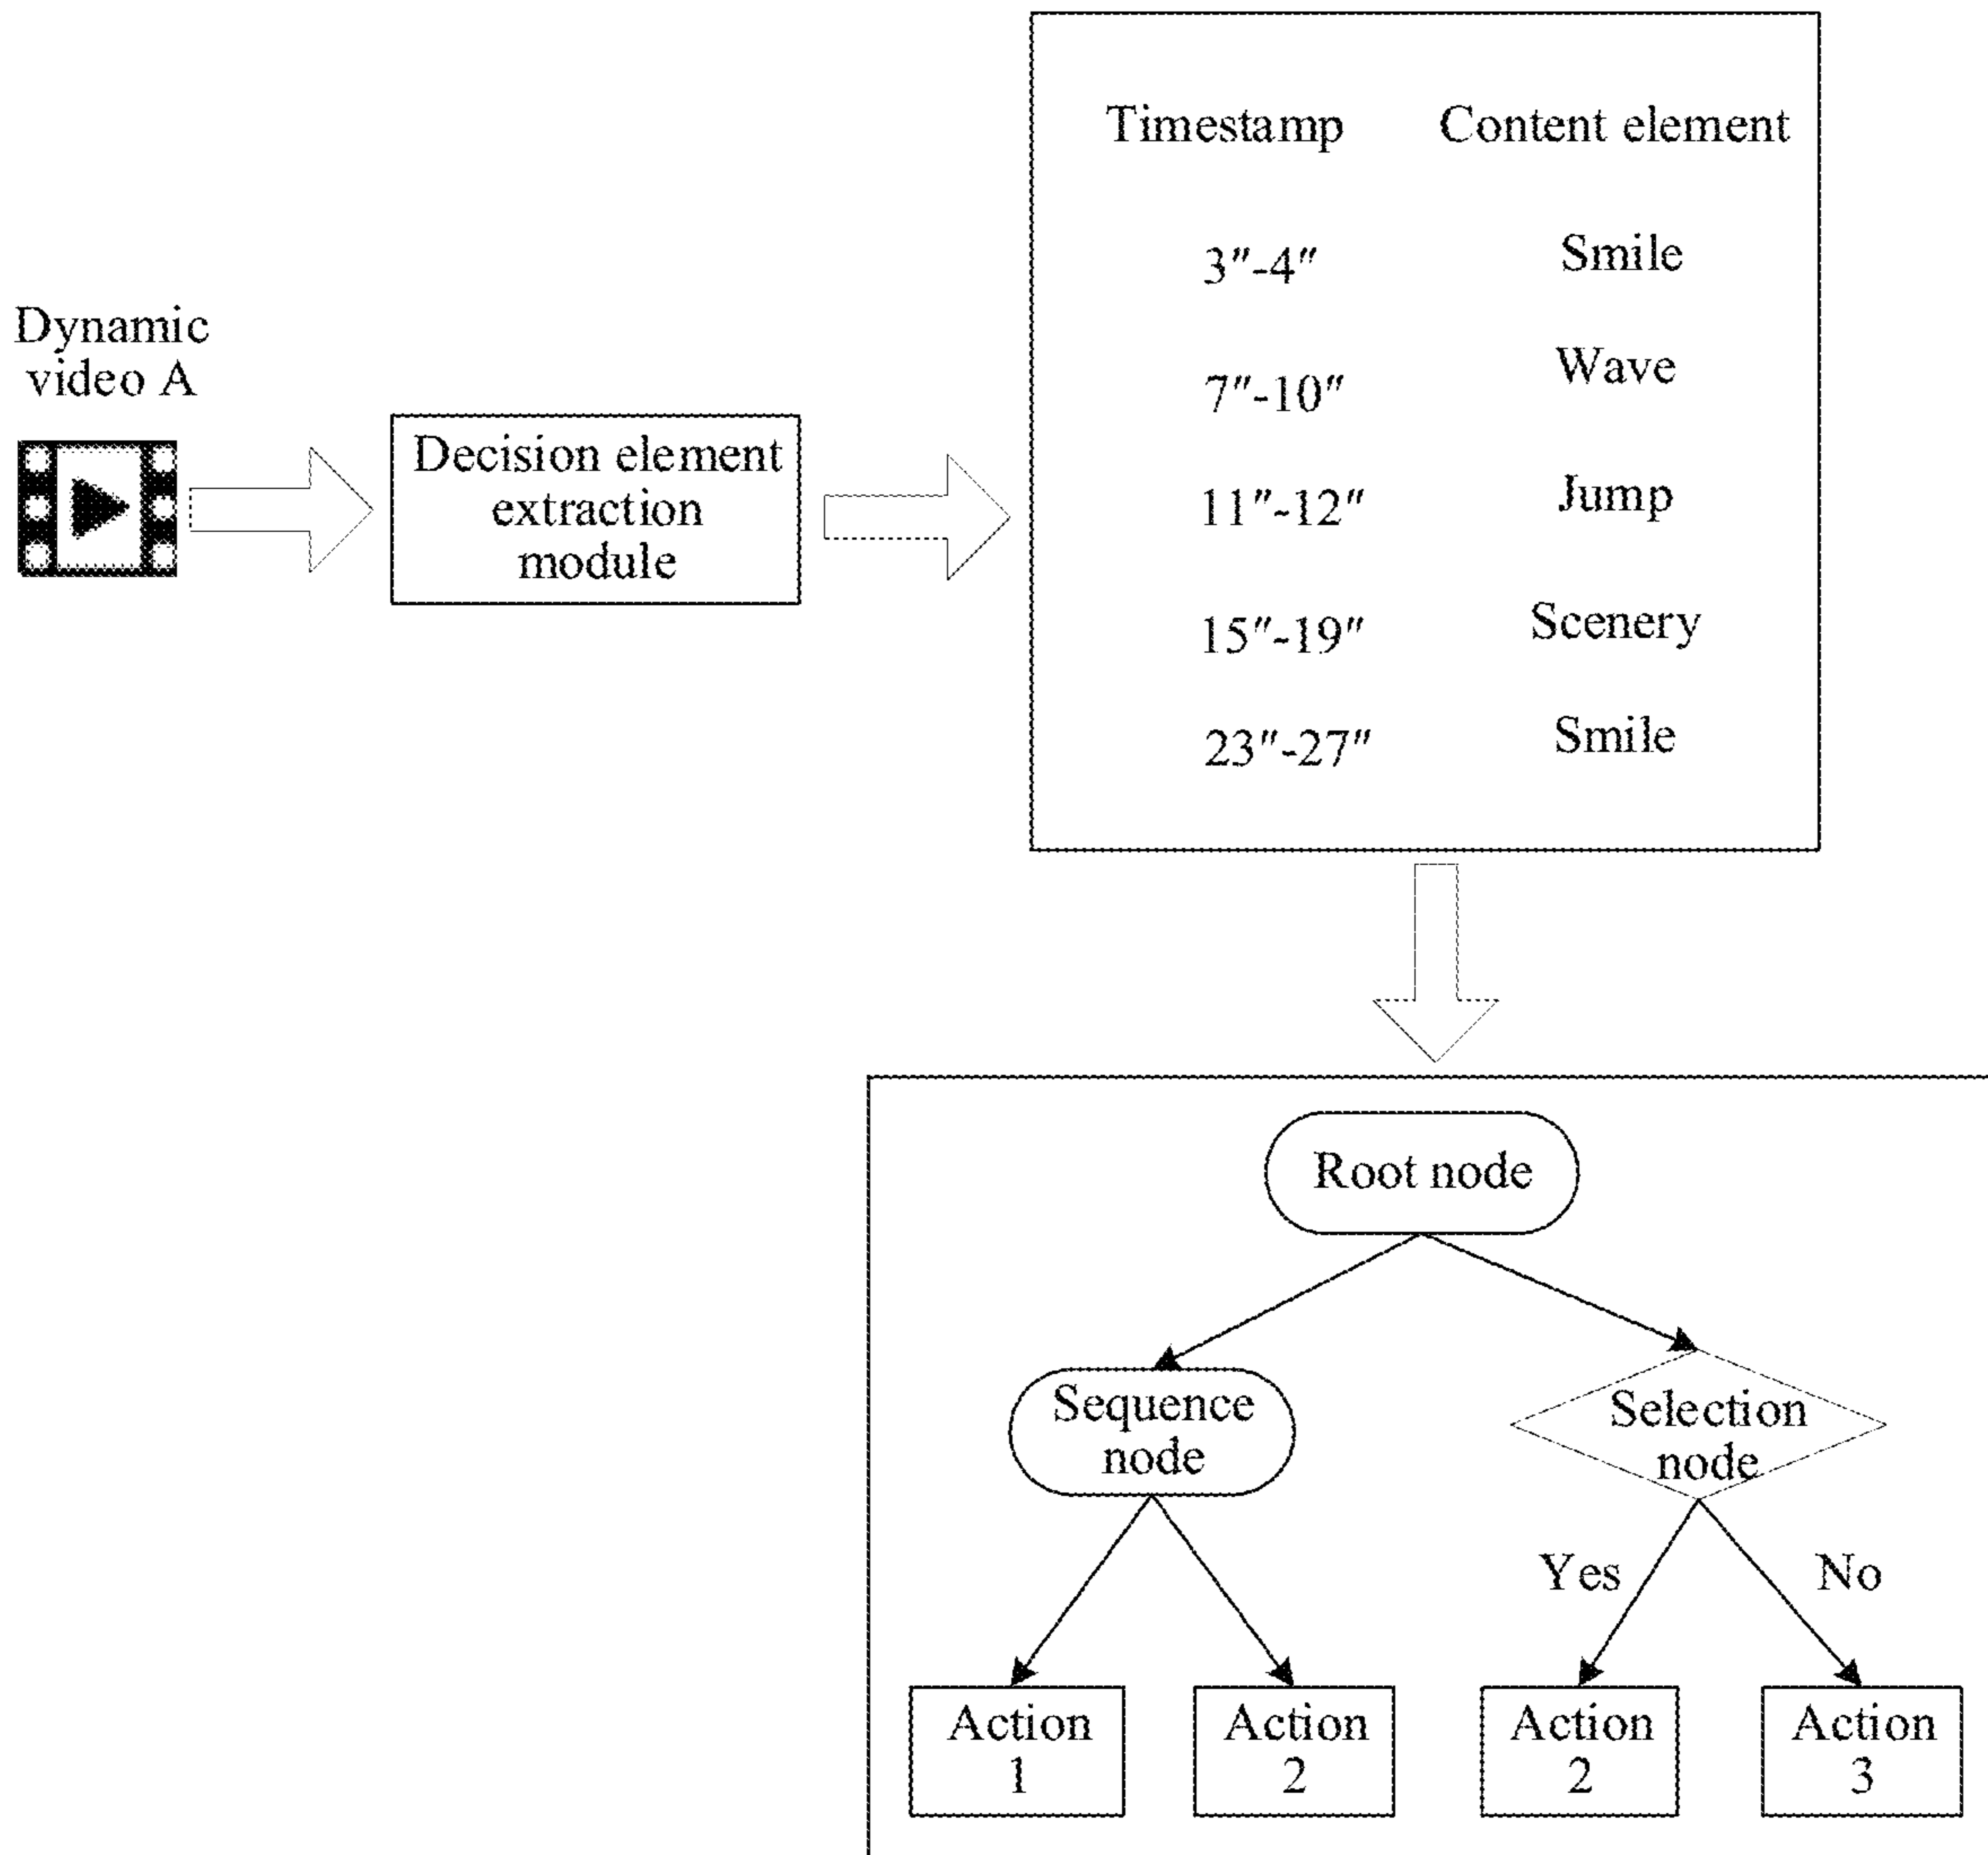 Dynamic
video A
Decision element
extraction
module
Timestamp Content element
3″-4″ Smile
7″-10″ Wave
11″-12″ Jump
15″-19″ Scenery
23″-27″ Smile
Root node
Sequence
node
Selection
node
Yes No
Action
1
Action
2
Action
2
Action
3